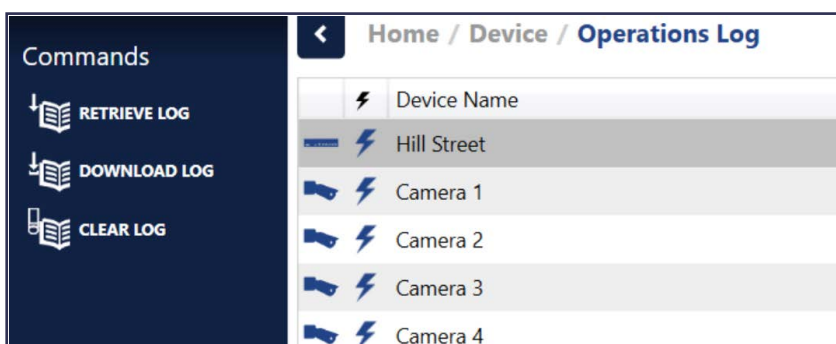 Commands
RETRIEVE LOG
DOWNLOAD LOG
CLEAR LOG
Home / Device / Operations Log
Device Name
Hill Street
Camera 1
Camera 2
Camera 3
Camera 4